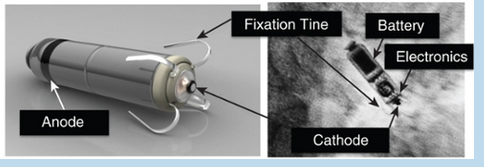 Fixation Tine
Battery
Electronics
Anode
Cathode